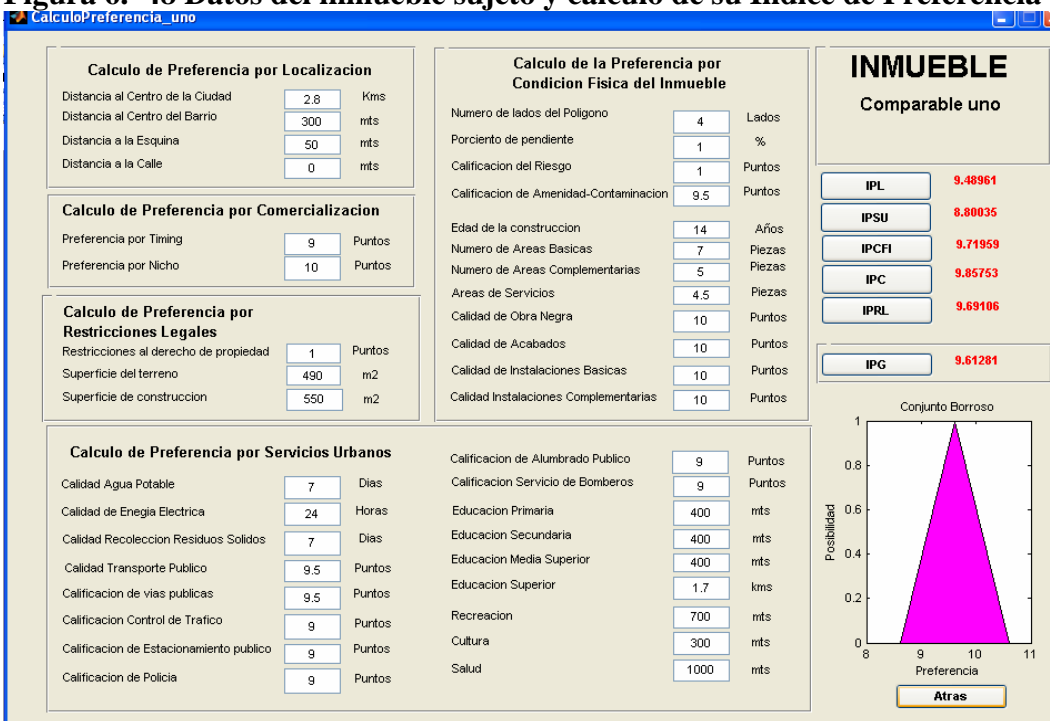 Figura 6.- 48 Datos del inmueble sujeto y calculo de su Indice de Preferencia
CalculoPreferencia_uno
Calculo de Preferencia por Localizacion
Distancia al Centro de la Ciudad 2.8 Kms
Distancia al Centro del Barrio 300 mts
Distancia a la Esquina 50 mts
Distancia a la Calle 0 mts
Calculo de Preferencia por Comercializacion
Preferencia por Timing 9 Puntos
Preferencia por Nicho 10 Puntos
Calculo de Preferencia por
Restricciones Legales
Restricciones al derecho de propiedad 1 Puntos
Superficie del terreno 490 m2
Superficie de construccion 550 m2
Calculo de la Preferencia por
Condicion Fisica del Inmueble
Numero de lados del Poligono 4 Lados
Porciento de pendiente 1 %
Calificacion del Riesgo 1 Puntos
Calificacion de Amenidad-Contaminacion 9.5 Puntos
Edad de la construccion 14 Años
Numero de Areas Basicas 7 Piezas
Numero de Areas Complementarias 5 Piezas
Areas de Servicios 4.5 Piezas
Calidad de Obra Negra 10 Puntos
Calidad de Acabados 10 Puntos
Calidad de Instalaciones Basicas 10 Puntos
Calidad Instalaciones Complementarias 10 Puntos
INMUEBLE
Comparable uno
IPL 9.48961
IPSU 8.80035
IPCFI 9.71959
IPC 9.85753
IPRL 9.69106
IPG 9.61281
Calculo de Preferencia por Servicios Urbanos
Calidad Agua Potable 7 Dias
Calidad de Enegia Electrica 24 Horas
Calidad Recoleccion Residuos Solidos 7 Dias
Calidad Transporte Publico 9.5 Puntos
Calificacion de vias publicas 9.5 Puntos
Calificacion Control de Trafico 9 Puntos
Calificacion de Estacionamiento publico 9 Puntos
Calificacion de Policia 9 Puntos
Calificacion de Alumbrado Publico 9 Puntos
Calificacion Servicio de Bomberos 9 Puntos
Educacion Primaria 400 mts
Educacion Secundaria 400 mts
Educacion Media Superior 400 mts
Educacion Superior 1.7 kms
Recreacion 700 mts
Cultura 300 mts
Salud 1000 mts
Conjunto Borroso
1
0.8
0.6
0.4
0.2
0
Posibilidad
8 9 10 11
Preferencia
Atras